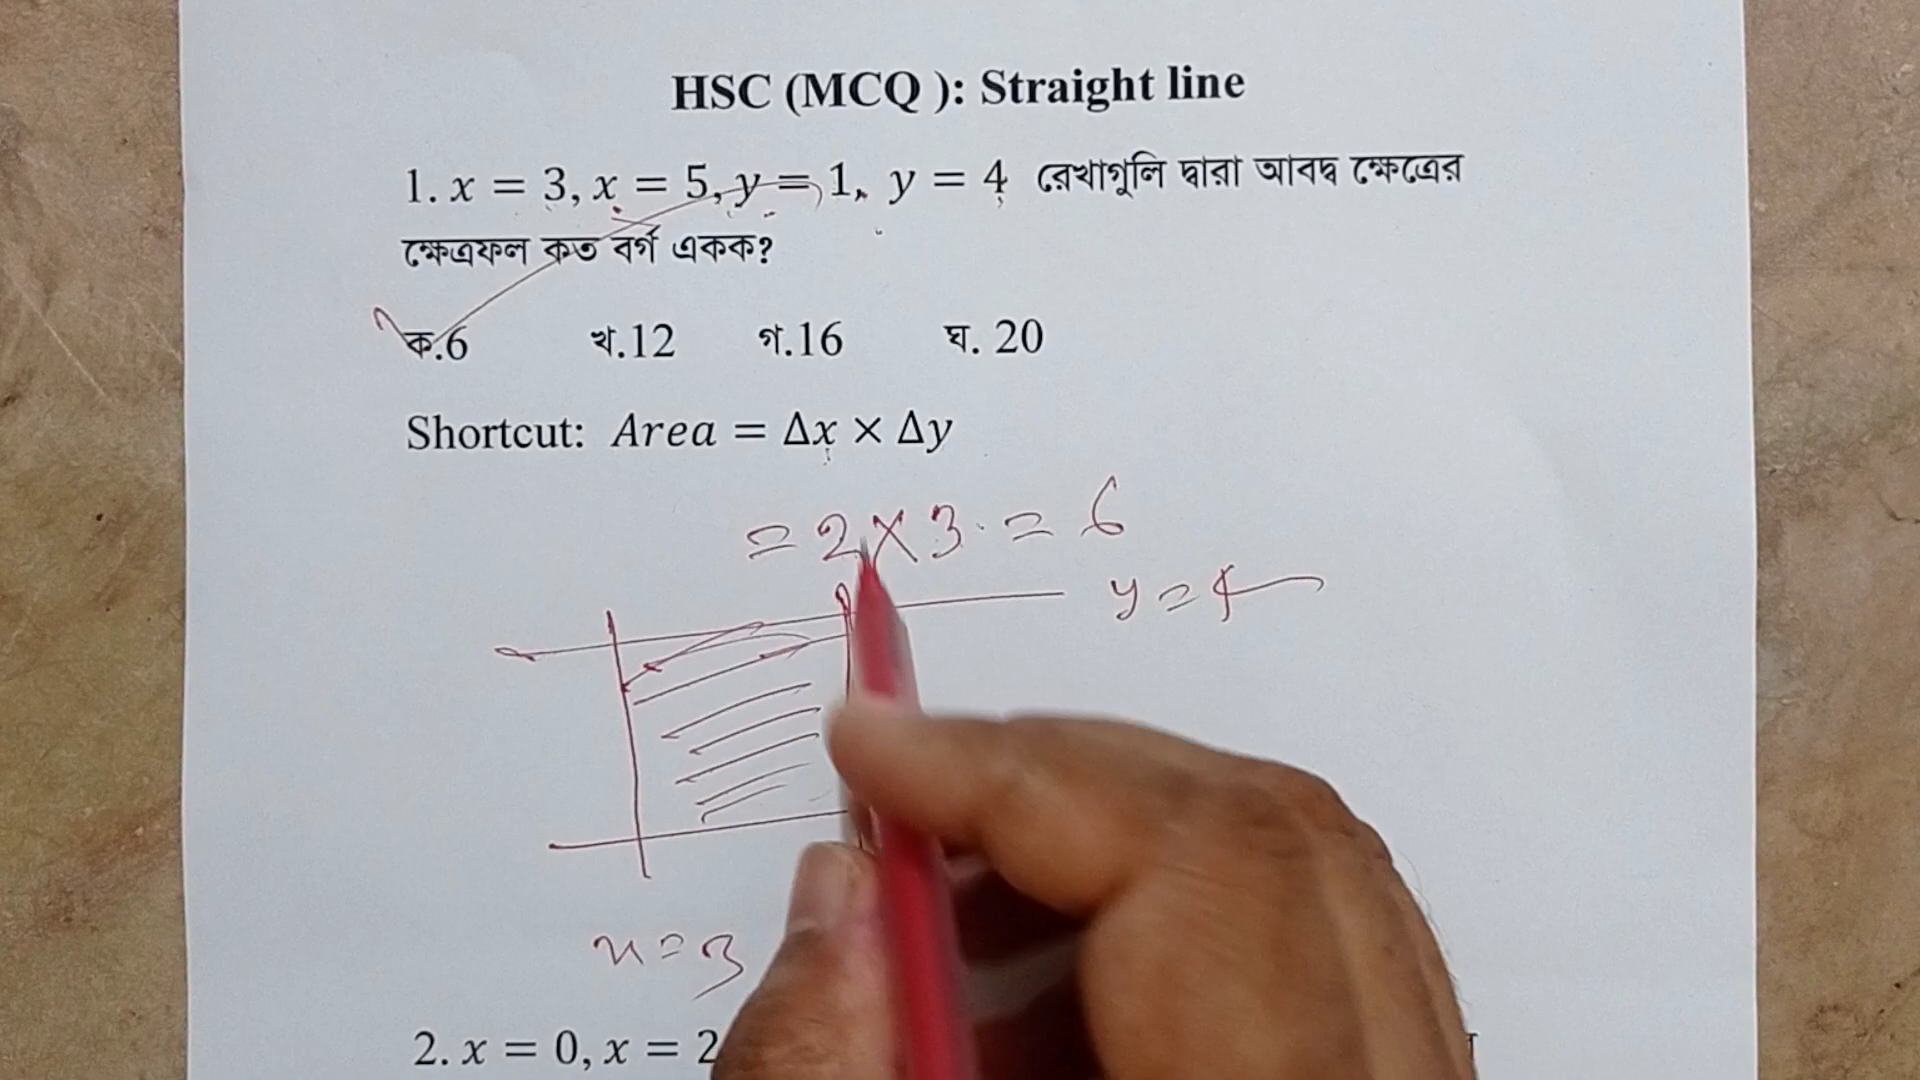 HSC (MCQ ): Straight line
1. x = 3, x = 5, y = 1, y = 4 রেখাগুলি দ্বারা আবদ্ব ক্ষেত্রের
ক্ষেত্রফল কত বর্গ একক?
ক.6 খ.12 গ.16 ঘ. 20
Shortcut: Area = Δx × Δy
= 2 × 3 = 6
y = 4
x = 3
2. x = 0, x = 2